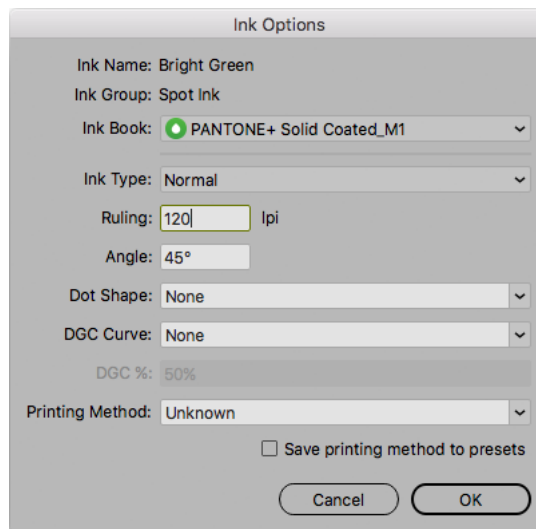 Ink Options
Ink Name: Bright Green
Ink Group: Spot Ink
Ink Book: PANTONE+ Solid Coated_M1
Ink Type: Normal
Ruling: 120 lpi
Angle: 45°
Dot Shape: None
DGC Curve: None
DGC %: 50%
Printing Method: Unknown
Save printing method to presets
Cancel OK